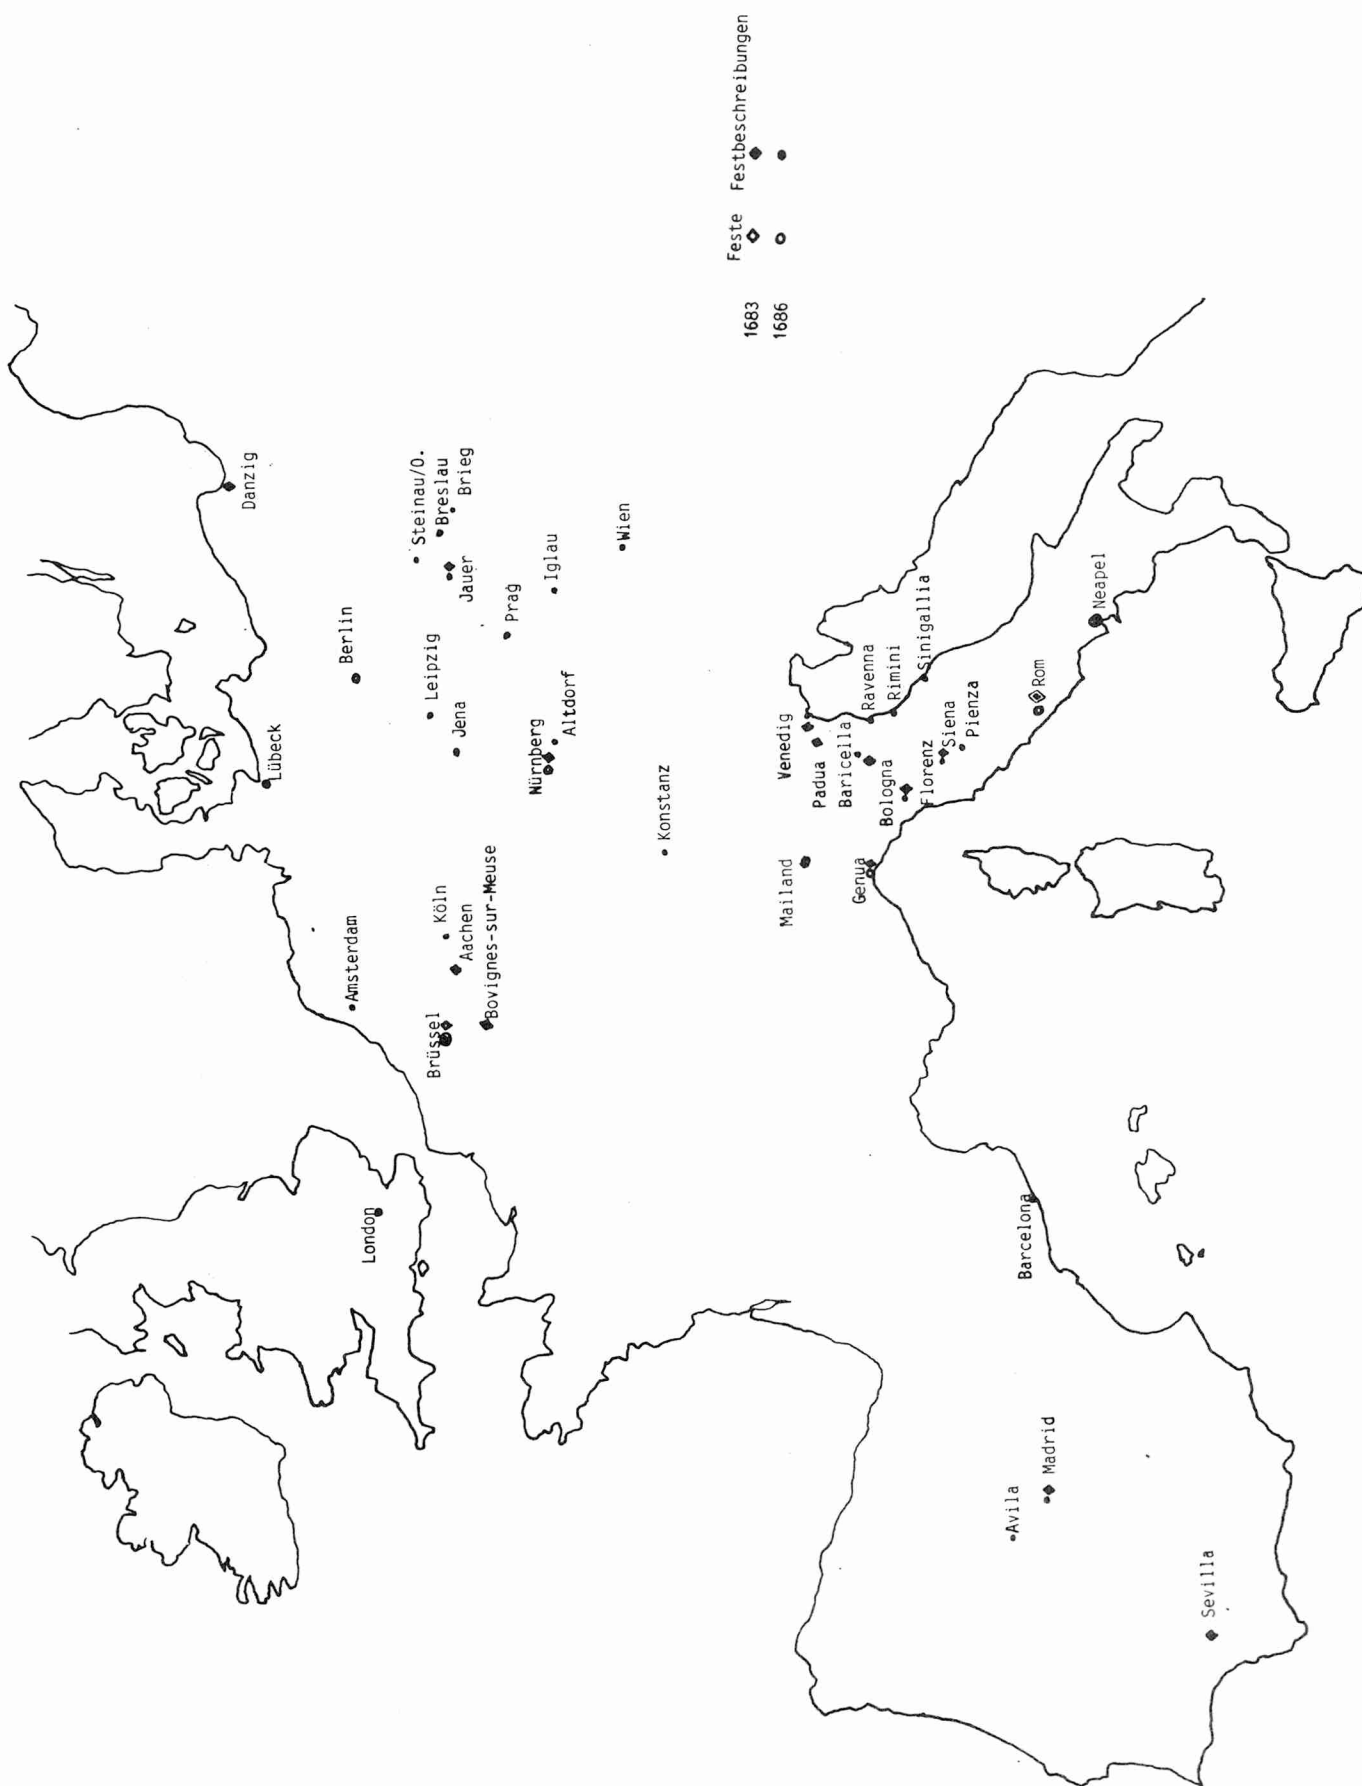 Feste Festbeschreibungen
1683
1686
Danzig
Lübeck
Berlin
Amsterdam
London
Steinau/O.
Breslau
Brieg
Jauer
Leipzig
Jena
Köln
Aachen
Brüssel
Bovignes-sur-Meuse
Prag
Iglau
Nürnberg
Altdorf
Wien
Konstanz
Venedig
Padua
Mailand
Baricella
Ravenna
Genua
Bologna
Rimini
Florenz
Sinigallia
Siena
Pienza
Rom
Neapel
Barcelona
Avila
Madrid
Sevilla